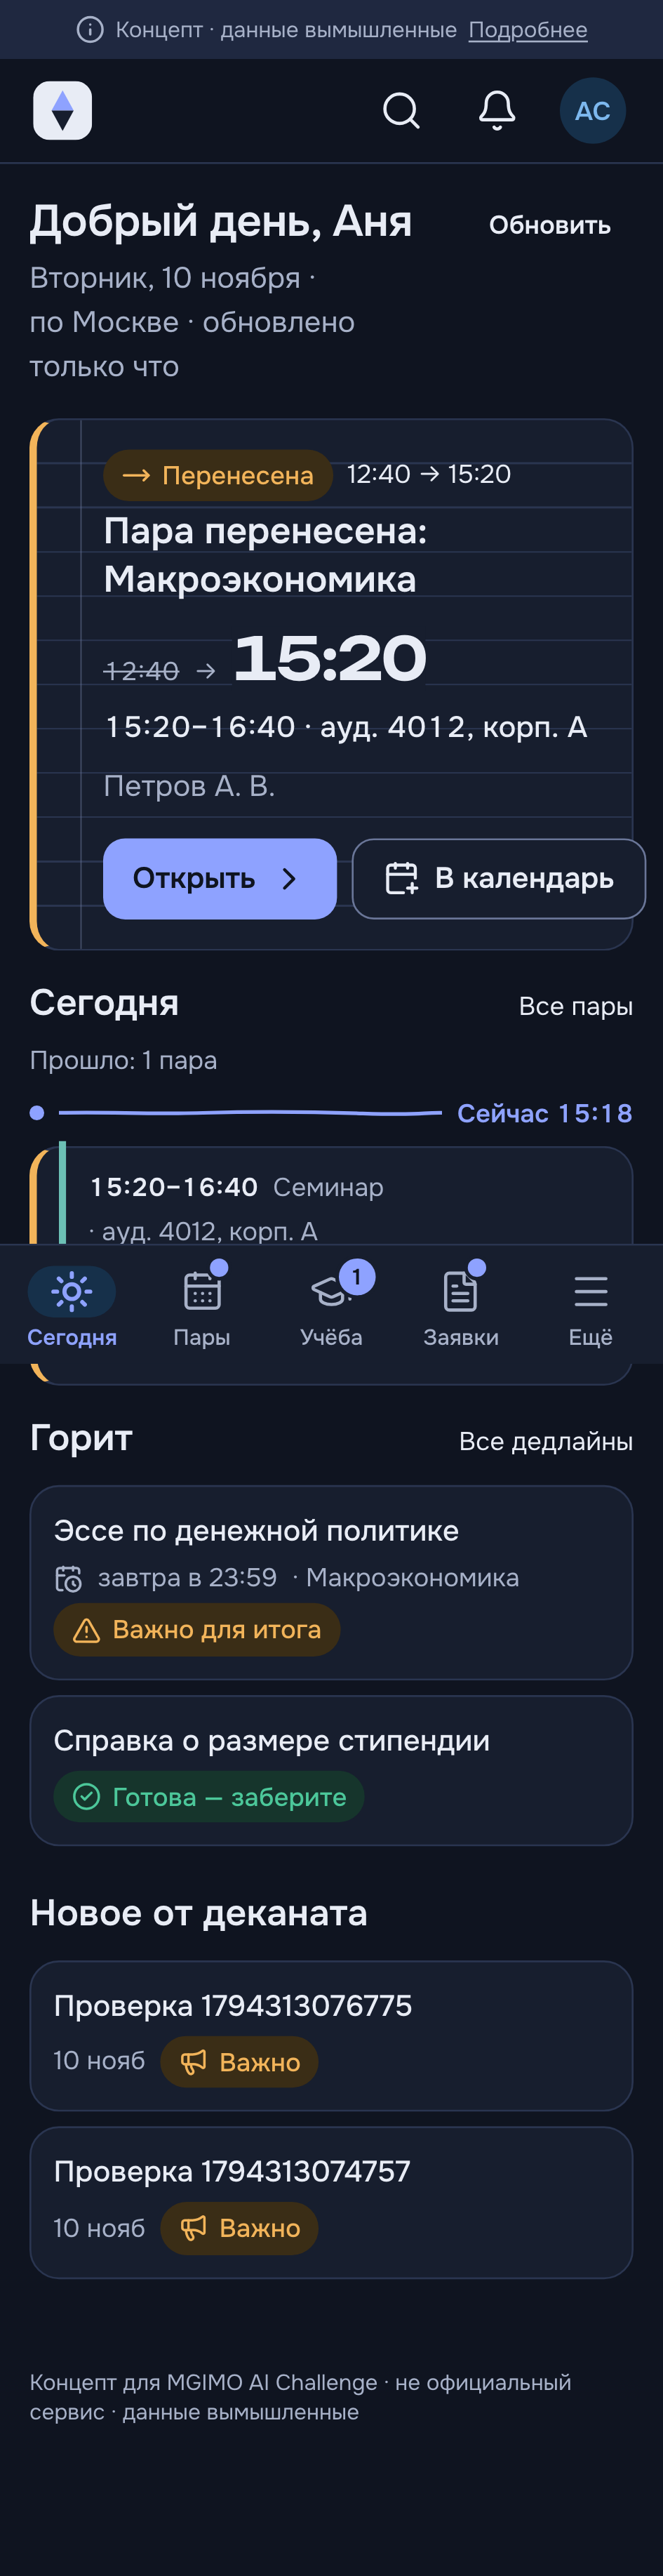 Концепт · данные вымышленные Подробнее
АС
Добрый день, Аня
Обновить
Вторник, 10 ноября ·
по Москве · обновлено
только что
→ Перенесена 12:40 → 15:20
Пара перенесена:
Макроэкономика
12:40 → 15:20
15:20–16:40 · ауд. 4012, корп. А
Петров А. В.
Открыть
В календарь
Сегодня
Все пары
Прошло: 1 пара
Сейчас 15:18
15:20–16:40 Семинар
· ауд. 4012, корп. А
1
Сегодня
Пары
Учёба
Заявки
Ещё
Горит
Все дедлайны
Эссе по денежной политике
завтра в 23:59 · Макроэкономика
Важно для итога
Справка о размере стипендии
Готова — заберите
Новое от деканата
Проверка 1794313076775
10 нояб Важно
Проверка 1794313074757
10 нояб Важно
Концепт для MGIMO AI Challenge · не официальный
сервис · данные вымышленные